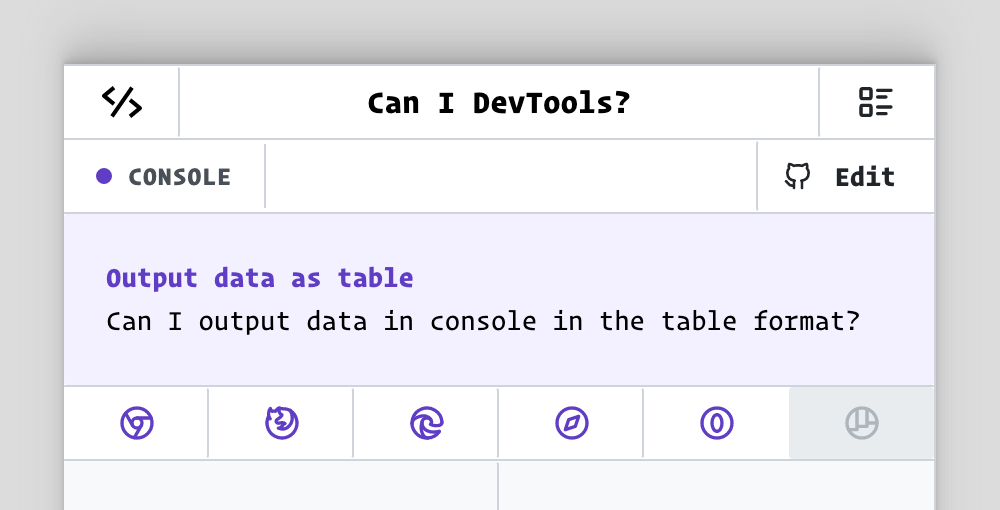 Can I DevTools?
CONSOLE
Edit
Output data as table
Can I output data in console in the table format?